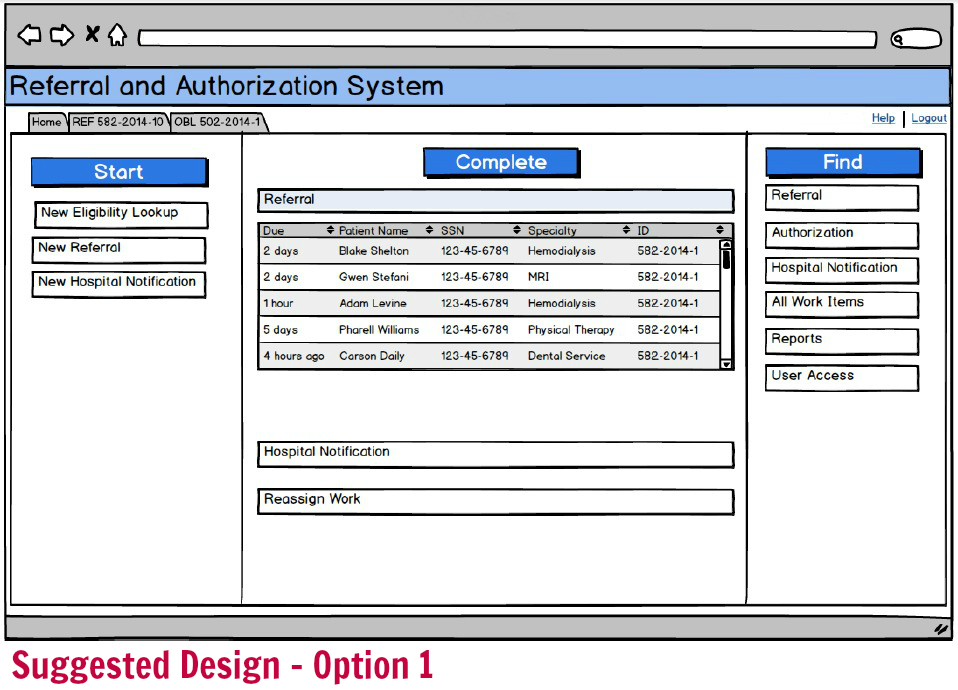 Referral and Authorization System
Home REF 582-2014-10 OBL 502-2014-1 Help Logout
Start
New Eligibility Lookup
New Referral
New Hospital Notification
Complete
Referral
Due Patient Name SSN Specialty ID
2 days Blake Shelton 123-45-6789 Hemodialysis 582-2014-1
2 days Gwen Stefani 123-45-6789 MRI 582-2014-1
1 hour Adam Levine 123-45-6789 Hemodialysis 582-2014-1
5 days Pharell Williams 123-45-6789 Physical Therapy 582-2014-1
4 hours ago Carson Daily 123-45-6789 Dental Service 582-2014-1
Hospital Notification
Reassign Work
Find
Referral
Authorization
Hospital Notification
All Work Items
Reports
User Access
Suggested Design - Option 1